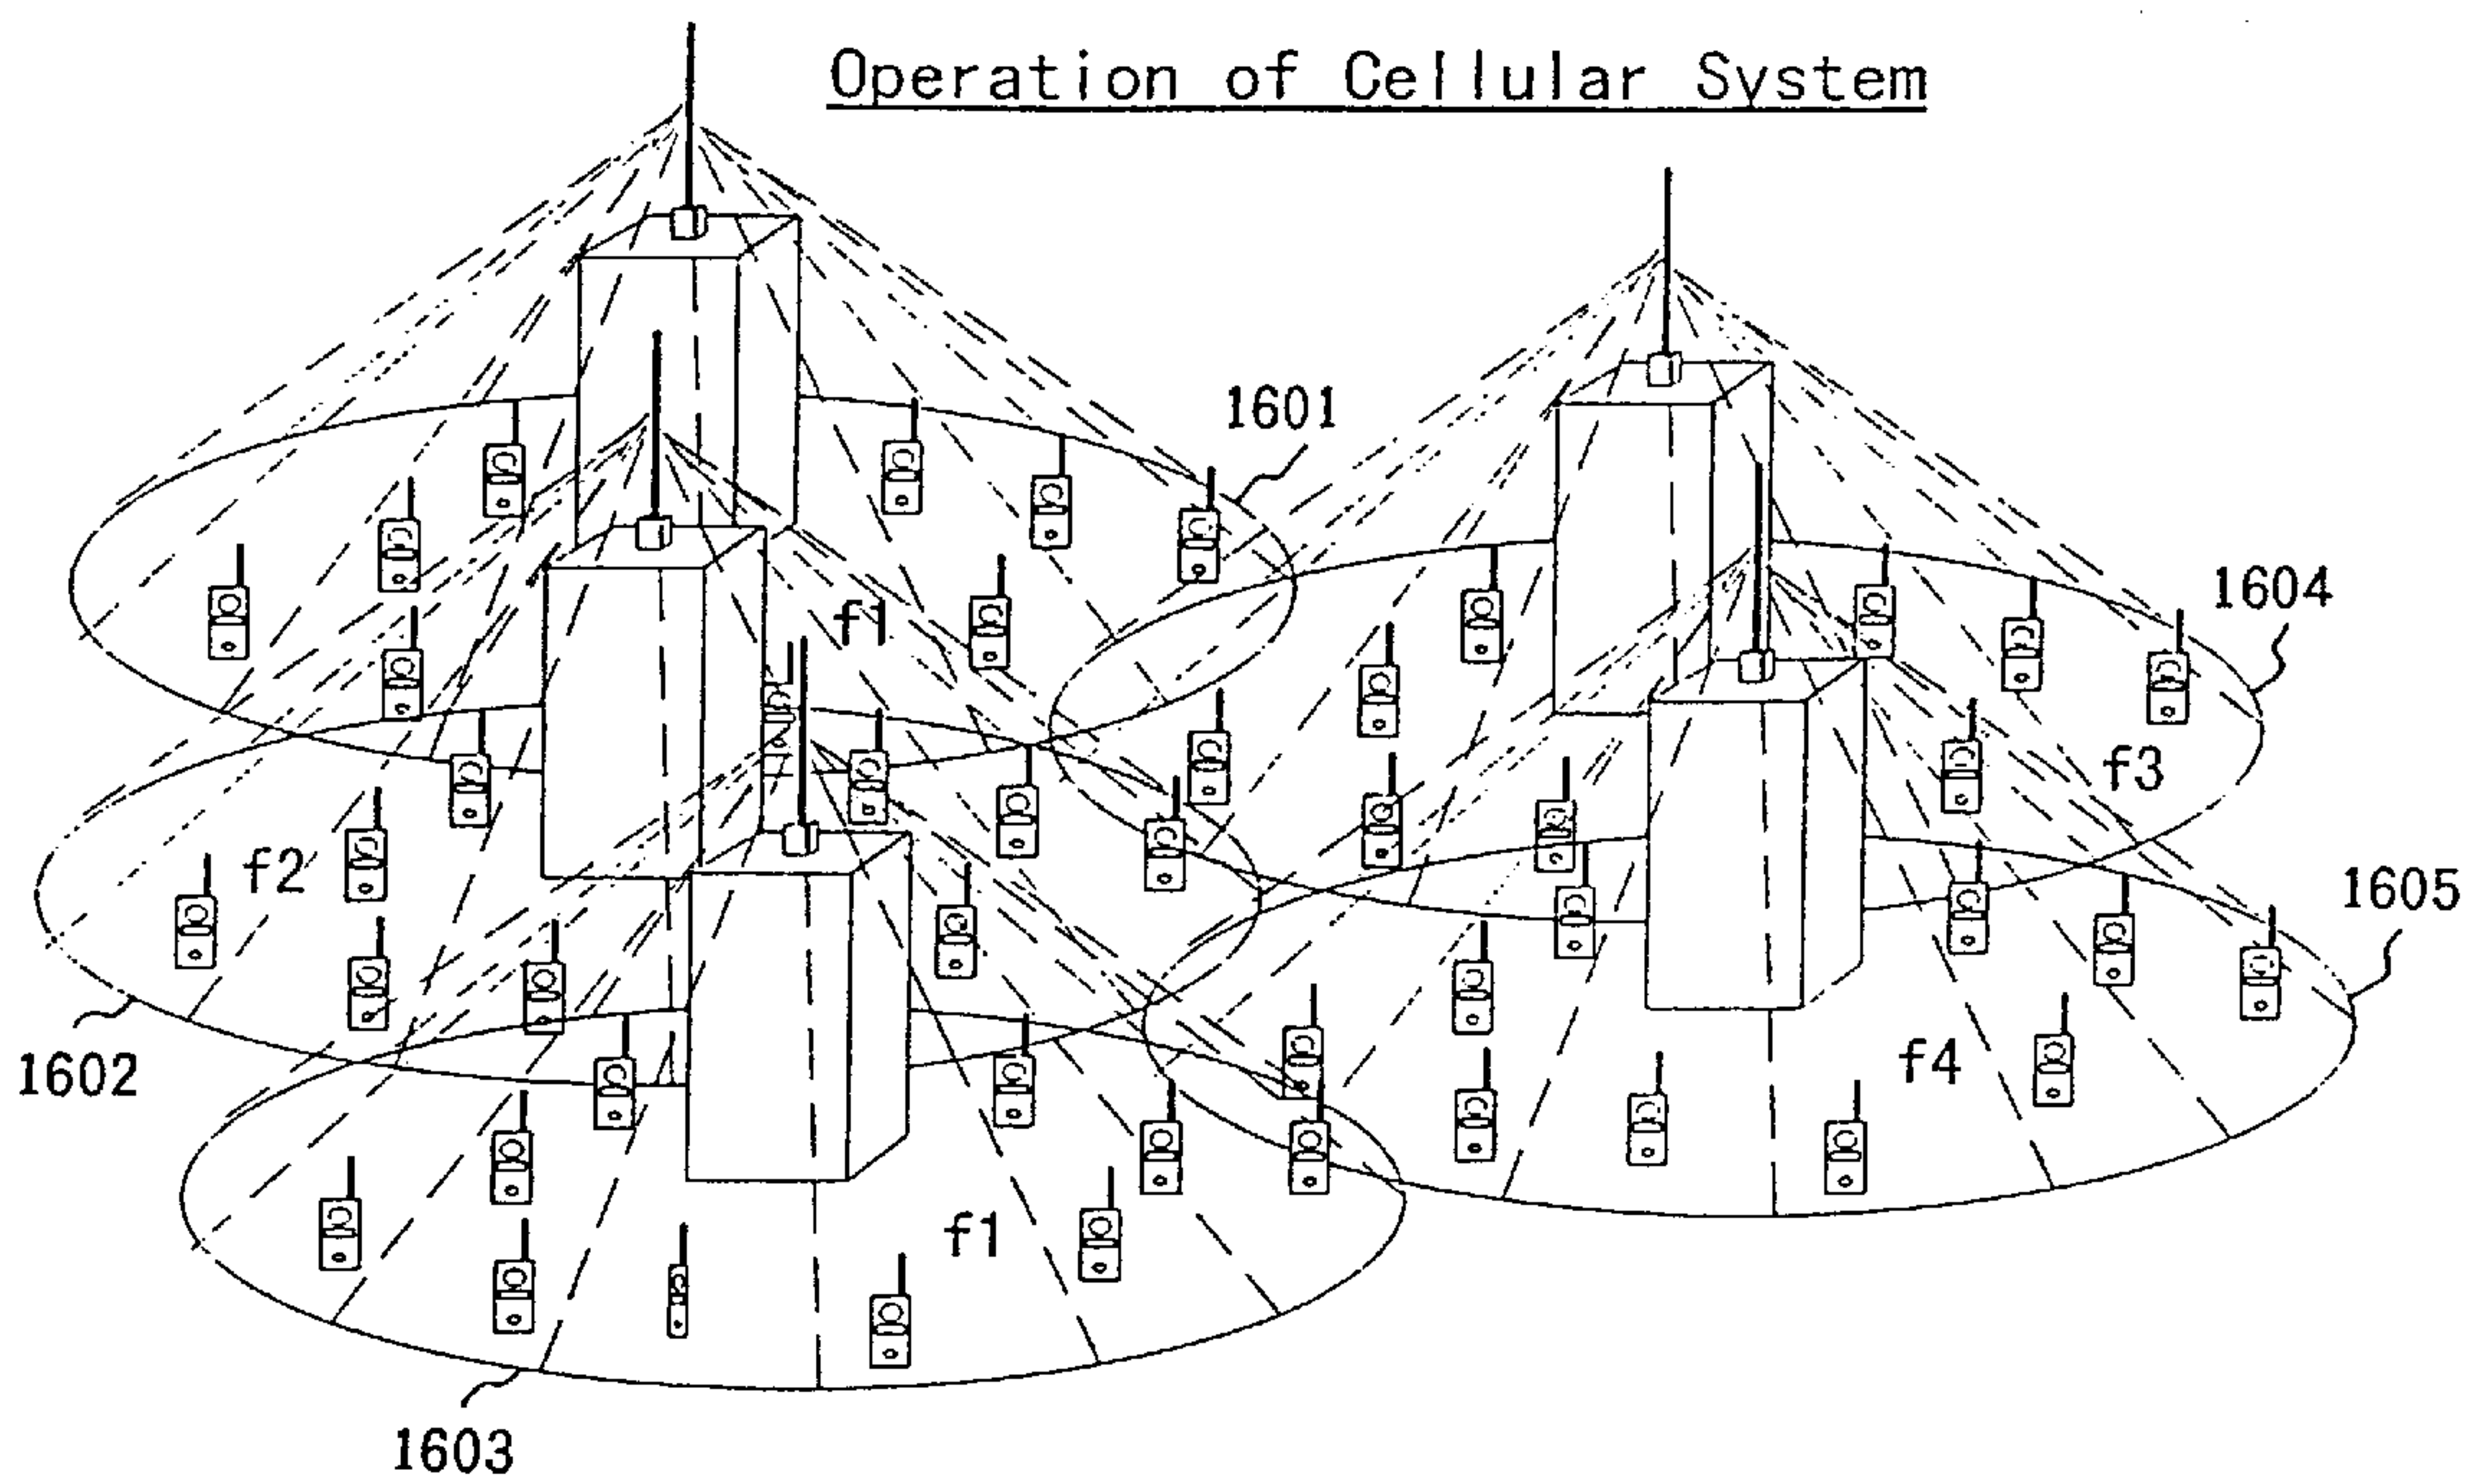 Operation of Cellular System
1601
1604
f1
f3
f2
1605
f4
1602
f1
1603